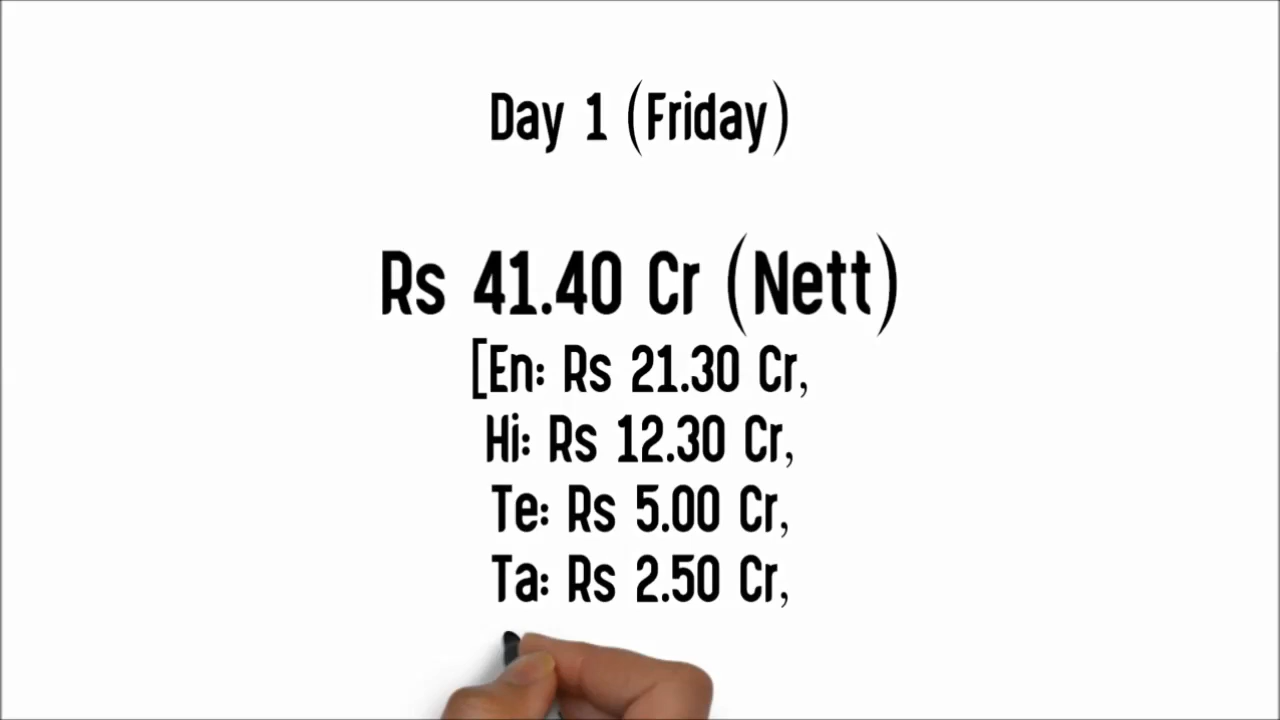 Day 1 (Friday)
Rs 41.40 Cr (Nett)
[En: Rs 21.30 Cr,
Hi: Rs 12.30 Cr,
Te: Rs 5.00 Cr,
Ta: Rs 2.50 Cr,